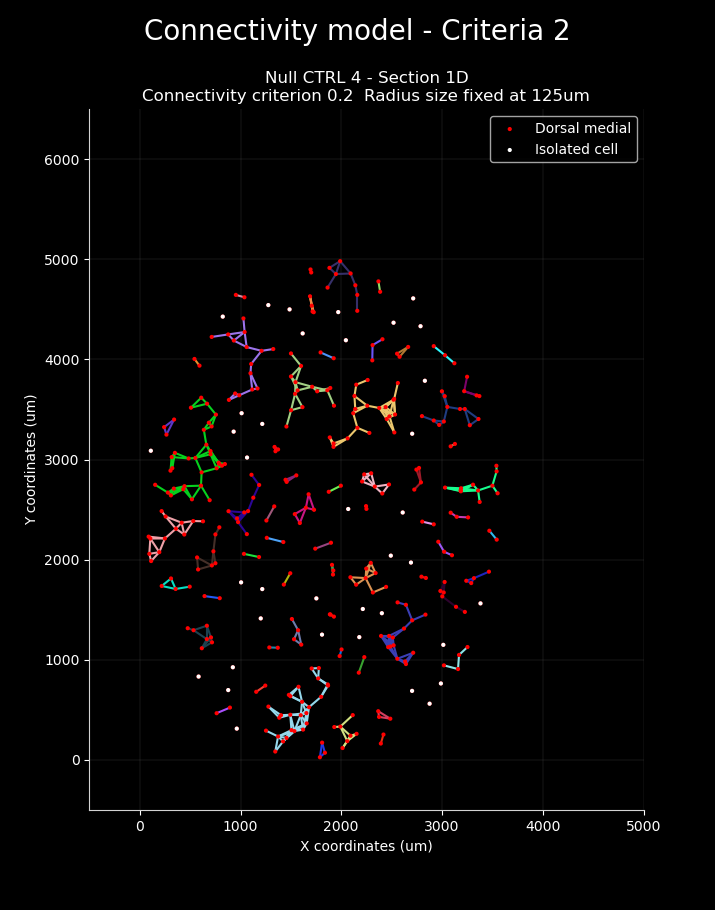 Connectivity model - Criteria 2
Null CTRL 4 - Section 1D
Connectivity criterion 0.2  Radius size fixed at 125um
Dorsal medial
Isolated cell
Y coordinates (um)
6000
5000
4000
3000
2000
1000
0
0 1000 2000 3000 4000 5000
X coordinates (um)